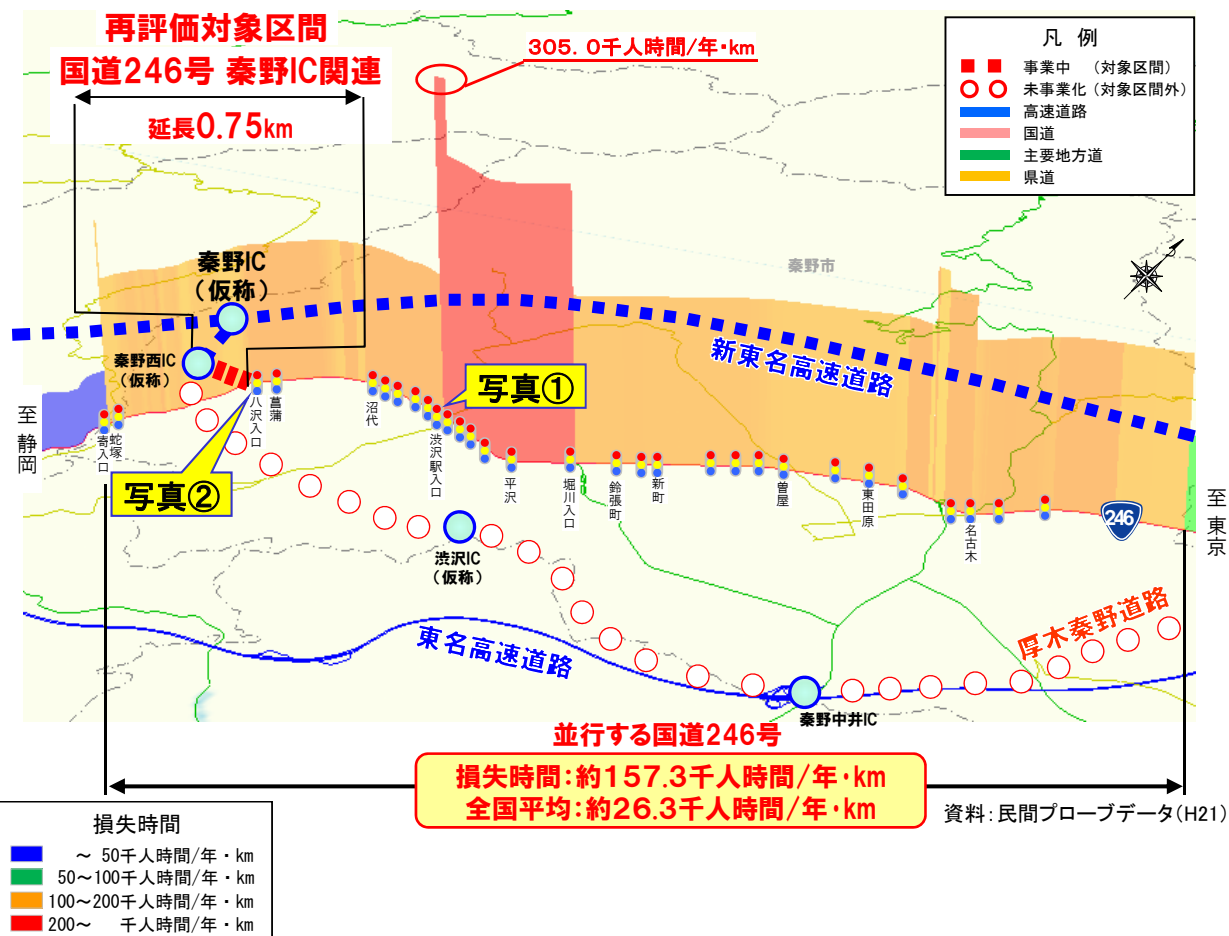 再評価対象区間
国道246号 秦野IC関連
延長0.75km
305.0千人時間/年・km
凡 例
事業中 (対象区間)
未事業化(対象区間外)
高速道路
国道
主要地方道
県道
秦野市
秦野IC
(仮称)
新東名高速道路
秦野西IC
(仮称)
写真①
写真②
至静岡
寄入口
蛇塚
八沢入口
菖蒲
沼代
渋沢駅入口
平沢
堀川入口
鈴張町
新町
曽屋
東田原
名古木
246
至東京
渋沢IC
(仮称)
東名高速道路
厚木秦野道路
秦野中井IC
並行する国道246号
損失時間:約157.3千人時間/年・km
全国平均:約26.3千人時間/年・km
資料:民間プローブデータ(H21)
損失時間
~ 50千人時間/年・km
50~100千人時間/年・km
100~200千人時間/年・km
200~ 千人時間/年・km